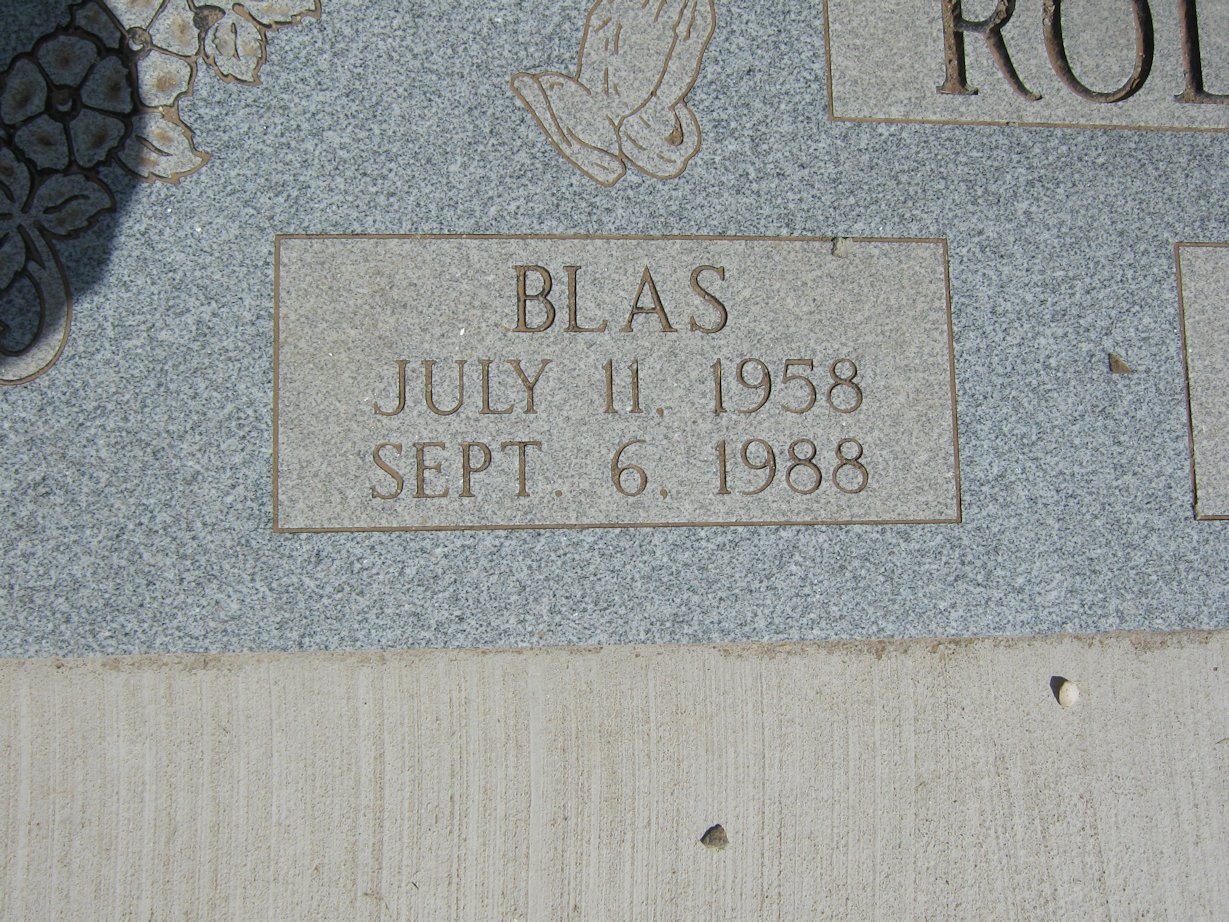 BLAS
JULY 11, 1958
SEPT. 6, 1988